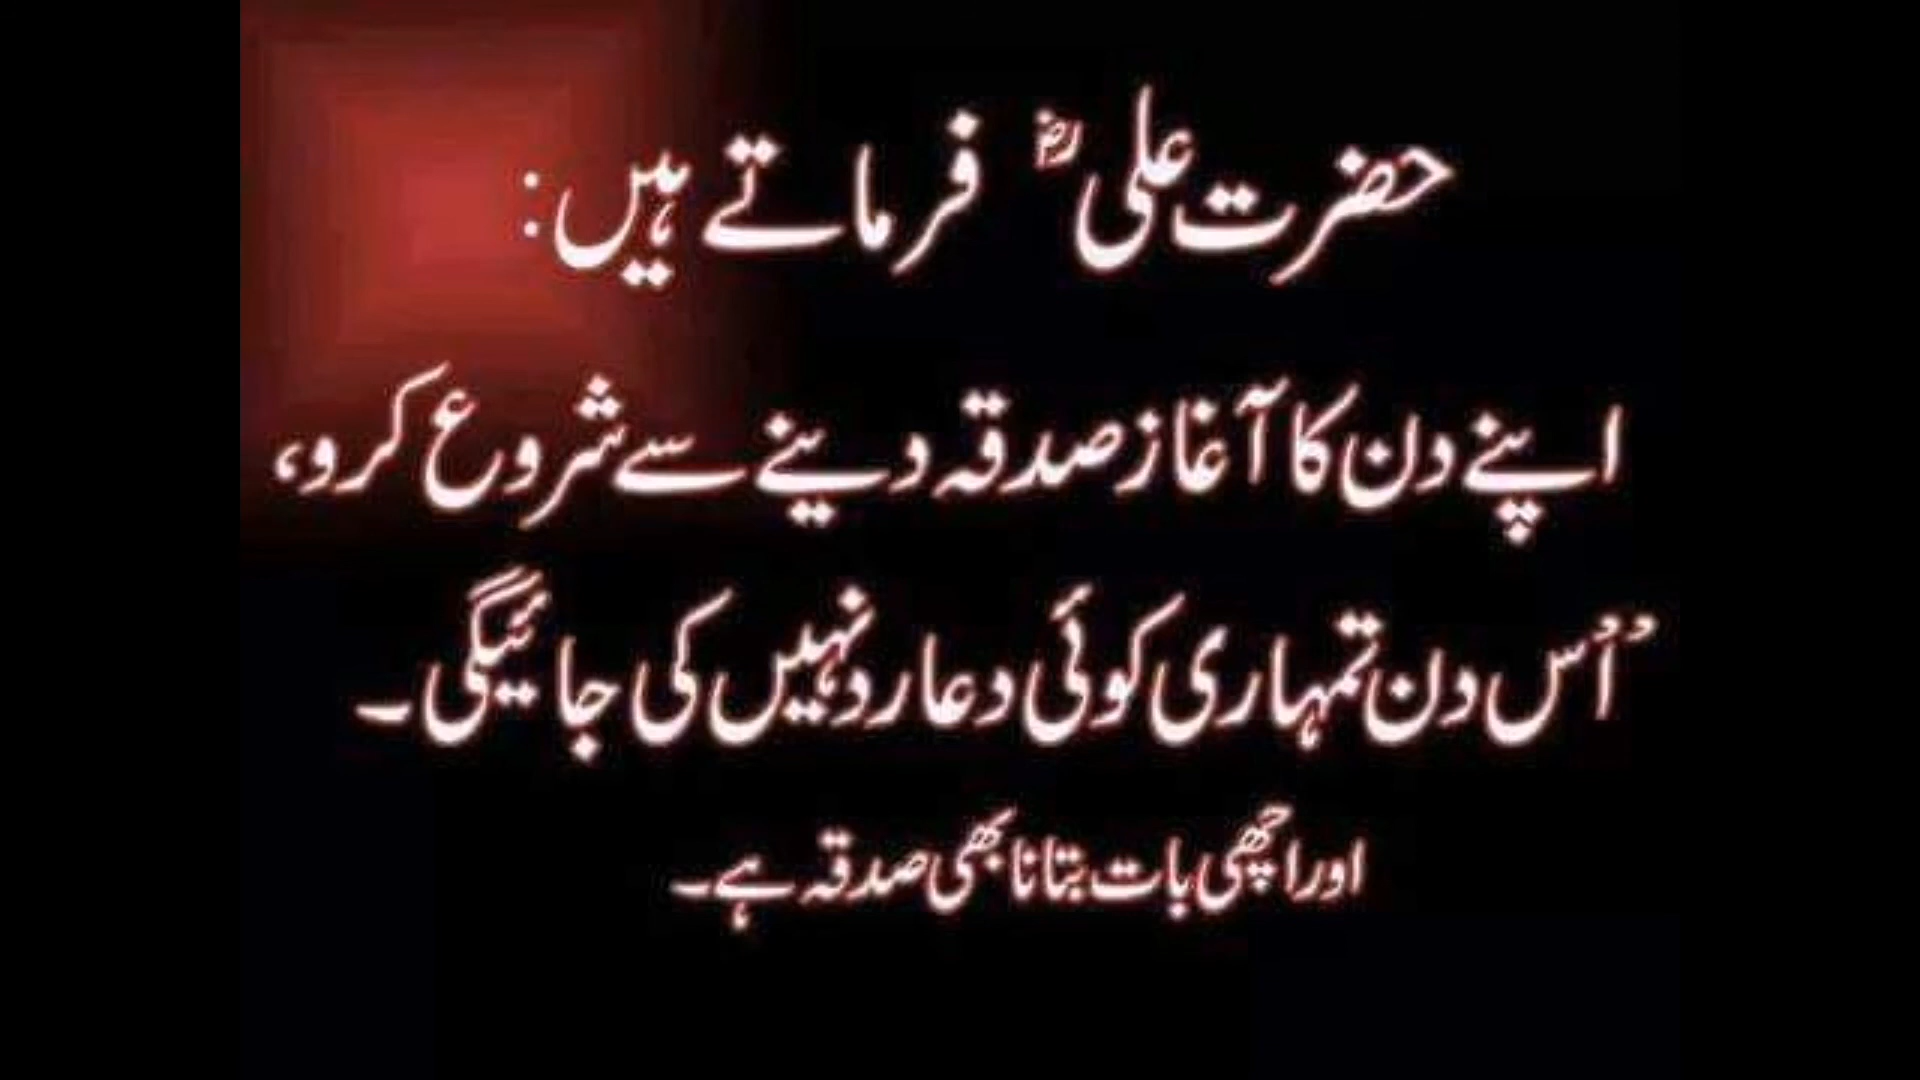 حضرت علیؓ فرماتے ہیں:
اپنے دن کا آغاز صدقہ دینے سے شروع کرو،
اُس دن تمہاری کوئی دعا رد نہیں کی جائیگی۔
اور اچھی بات بتانا بھی صدقہ ہے۔